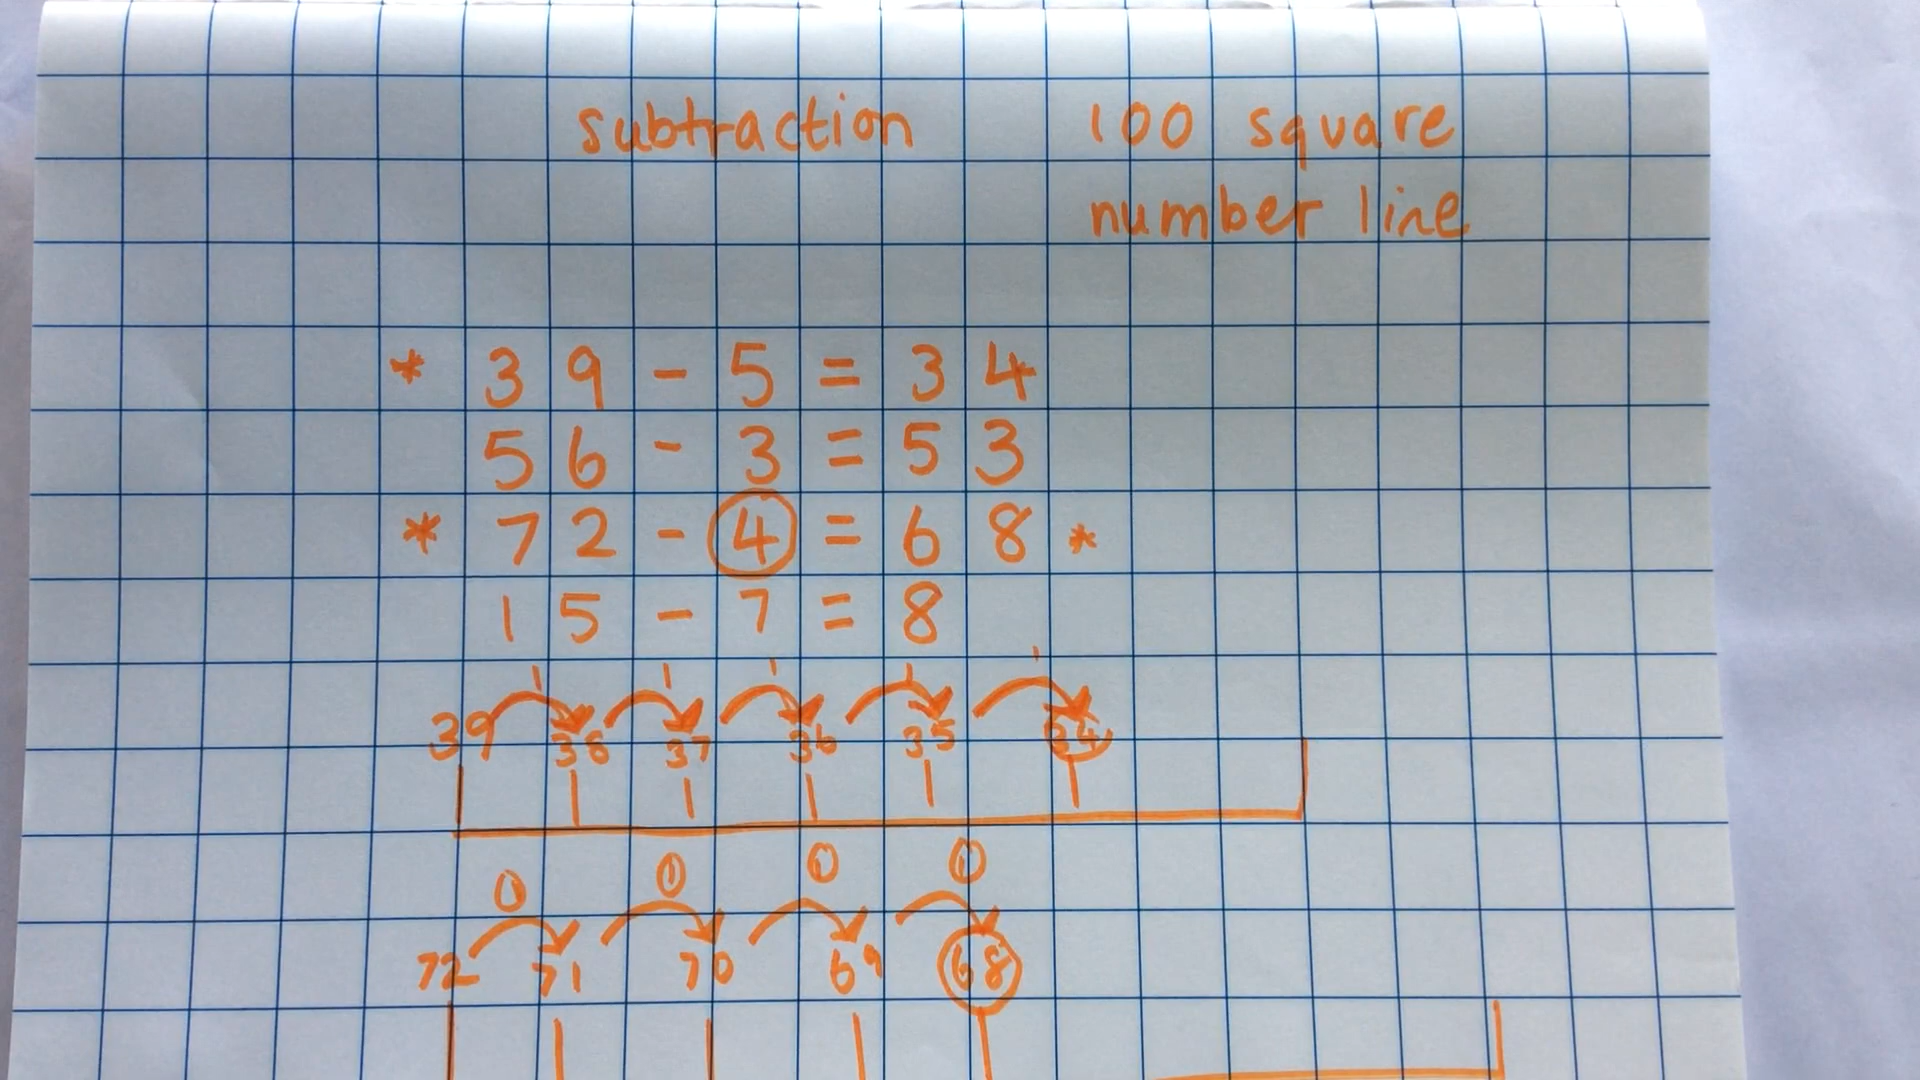 subtraction 100 square
number line
* 39 - 5 = 34
56 - 3 = 53
* 72 - 4 = 68 *
15 - 7 = 8
1 1 1 1 1
39 38 37 36 35 34
1 1 1 1
72 71 70 69 68